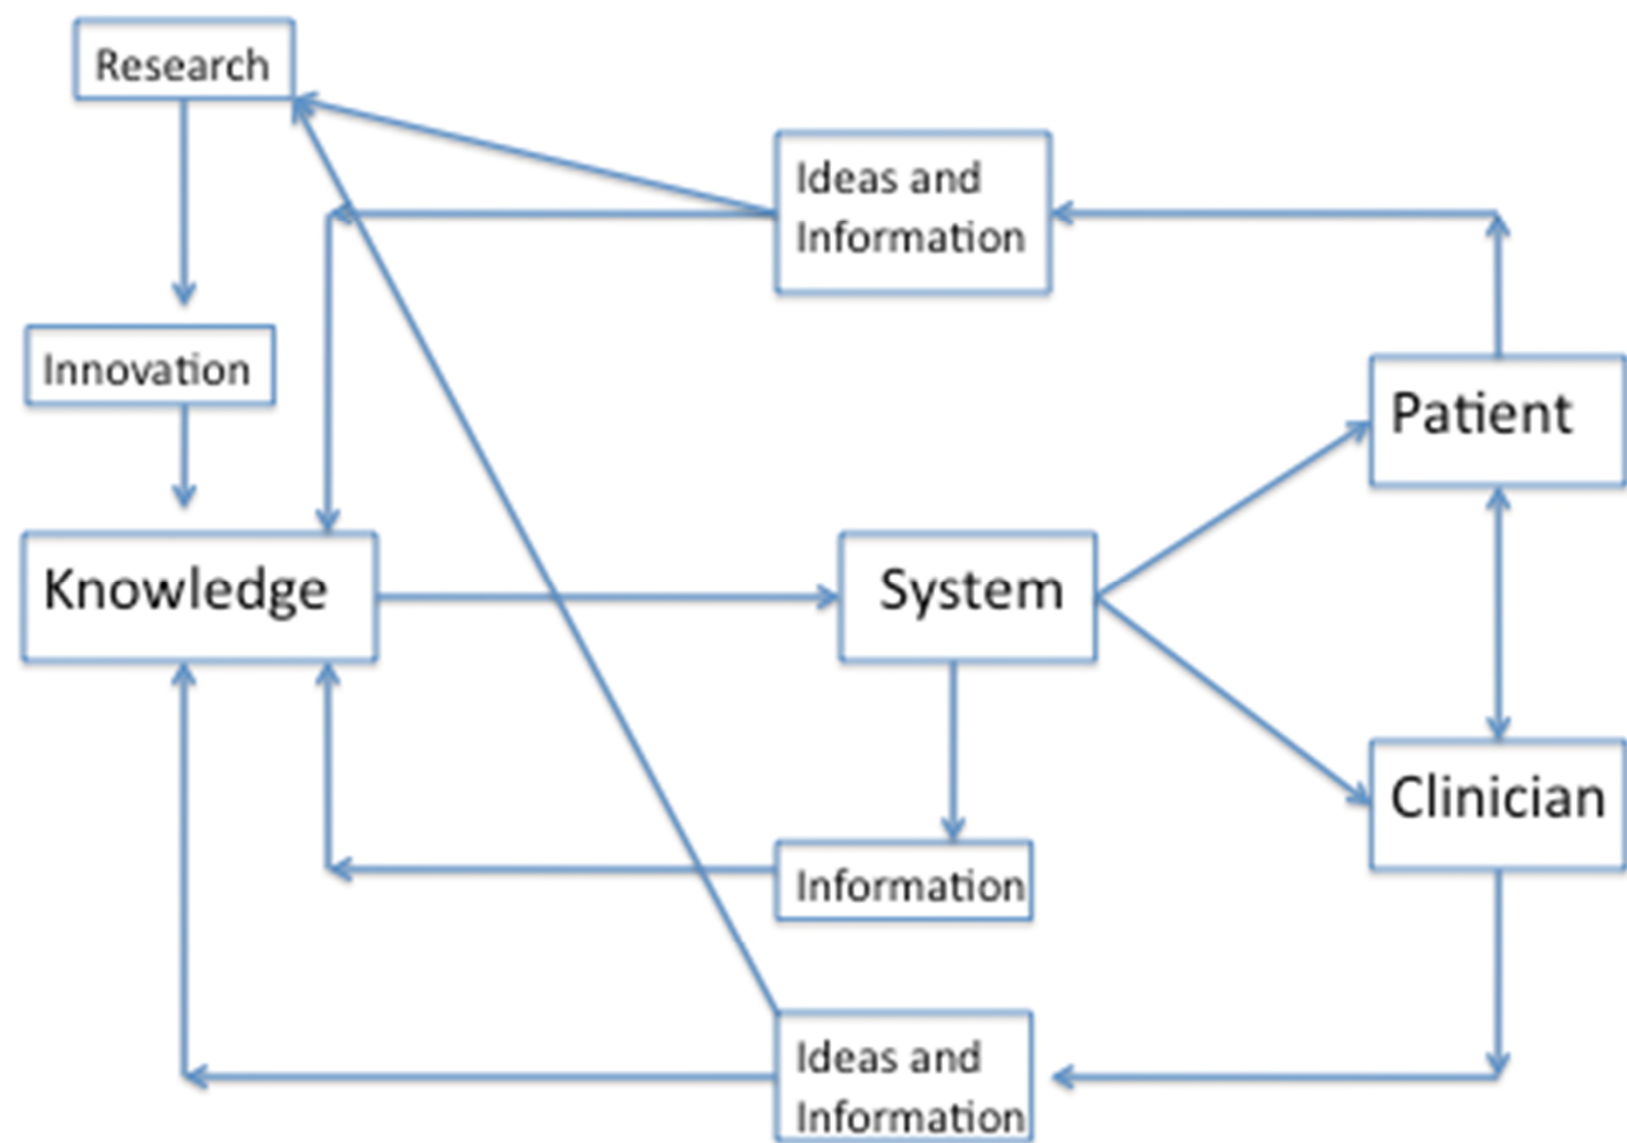 Research
Ideas and
Information
Innovation
Patient
Knowledge
System
Clinician
Information
Ideas and
Information